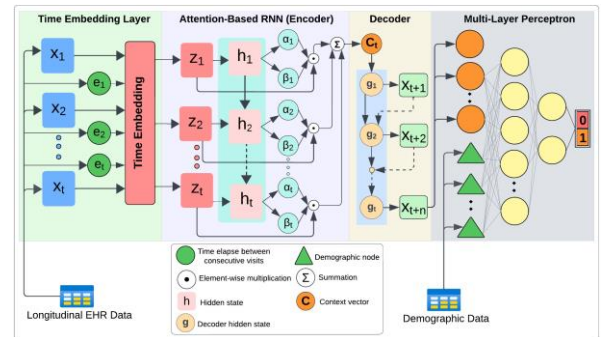 Time Embedding Layer
Attention-Based RNN (Encoder)
Decoder
Multi-Layer Perceptron
X1
e1
X2
e2
et
Xt
Time Embedding
Z1
Z2
Zt
h1
h2
ht
α1
β1
α2
β2
αt
βt
Σ
Ct
g1
g2
gt
Xt+1
Xt+2
Xt+n
0
1
Longitudinal EHR Data
Time elapse between
consecutive visits
Element-wise multiplication
h Hidden state
g Decoder hidden state
Demographic node
Σ Summation
C Context vector
Demographic Data